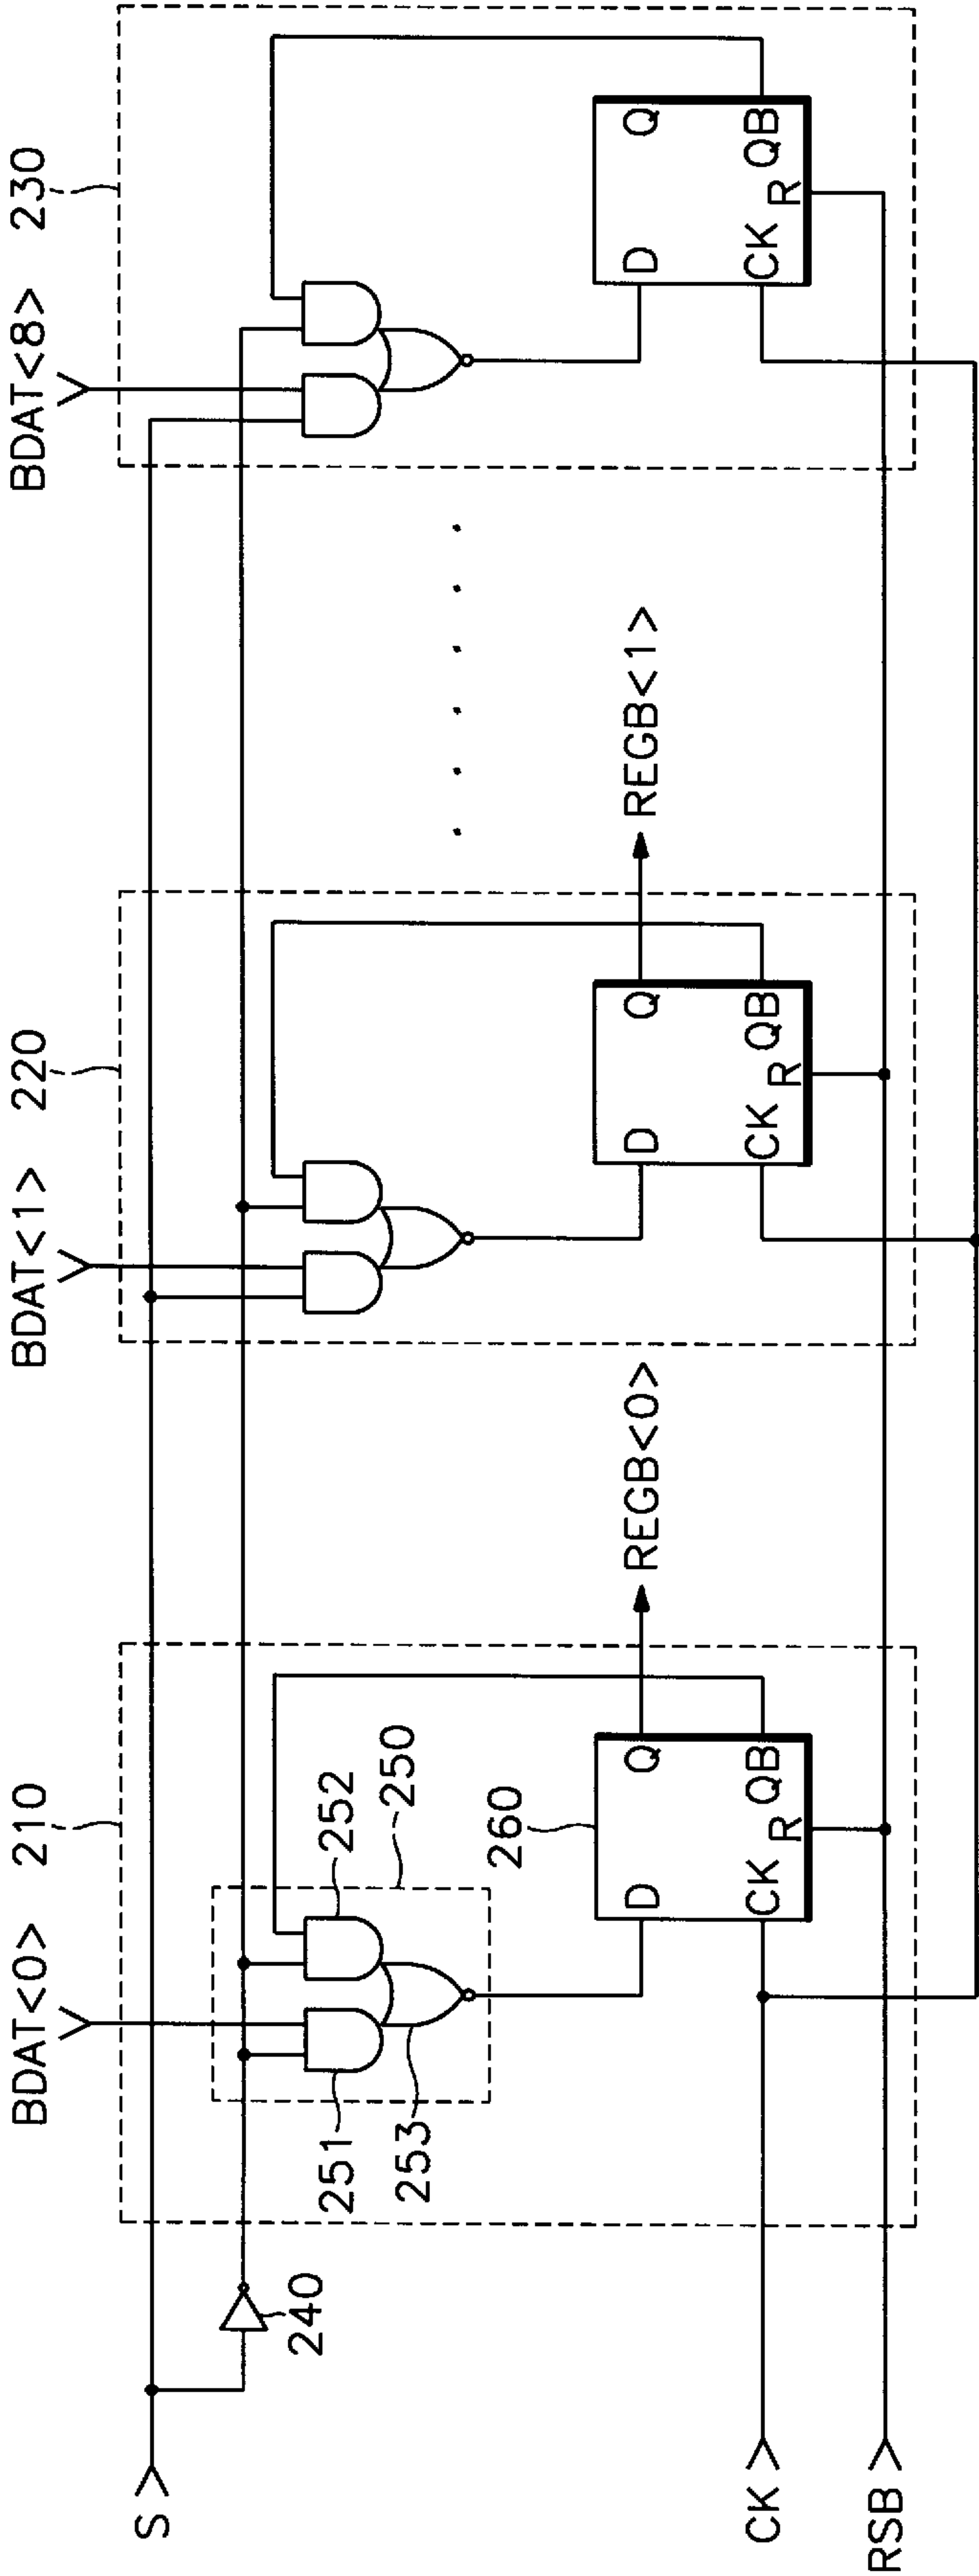 BDAT<0> 210
BDAT<1> 220
BDAT<8> 230
S
240
251
252
250
253
260
D Q
CK QB
R
REGB<0>
D Q
CK QB
R
REGB<1>
. . . . . .
D Q
CK QB
R
CK
RSB